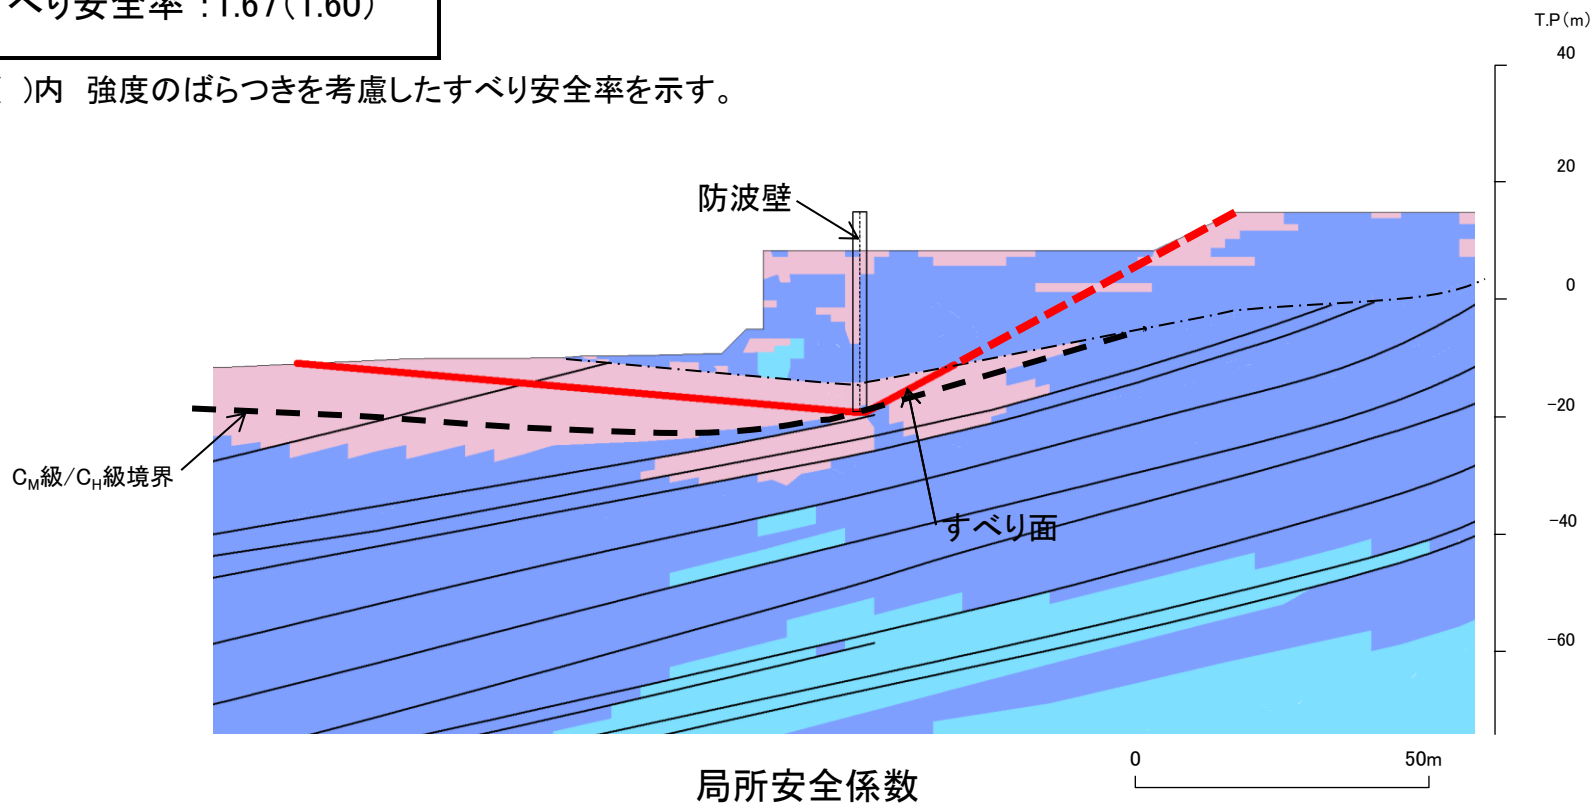 べり安全率 :1.67(1.60)
)内 強度のばらつきを考慮したすべり安全率を示す。
T.P(m)
40
20
0
-20
-40
-60
防波壁
CM級/CH級境界
すべり面
局所安全係数
0 50m